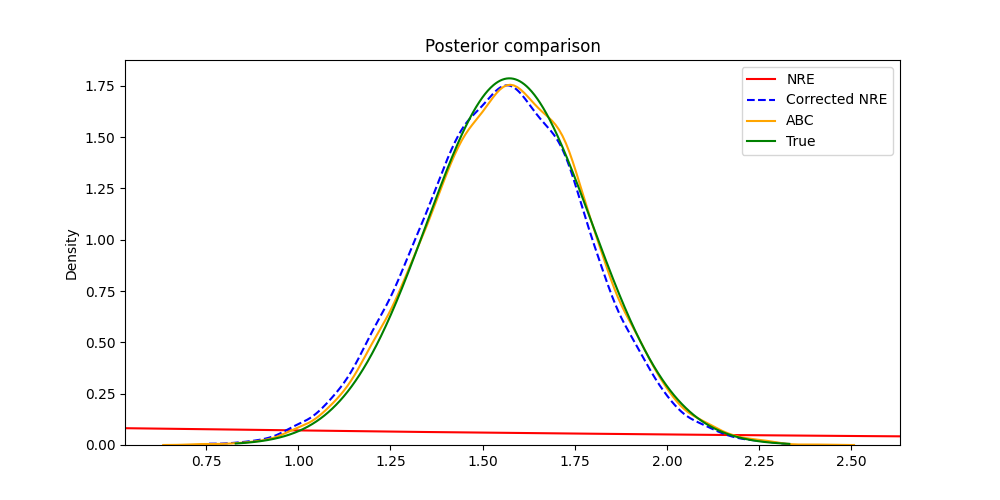 Posterior comparison
NRE
Corrected NRE
ABC
True
Density
1.75
1.50
1.25
1.00
0.75
0.50
0.25
0.00
0.75 1.00 1.25 1.50 1.75 2.00 2.25 2.50